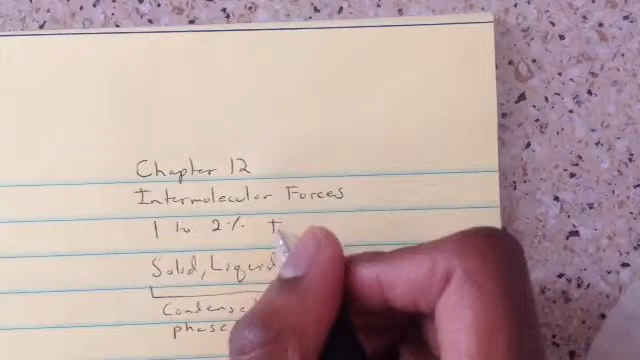 Chapter 12
Intermolecular Forces
1 to 2%
Solid, Liquid
Condense
phase